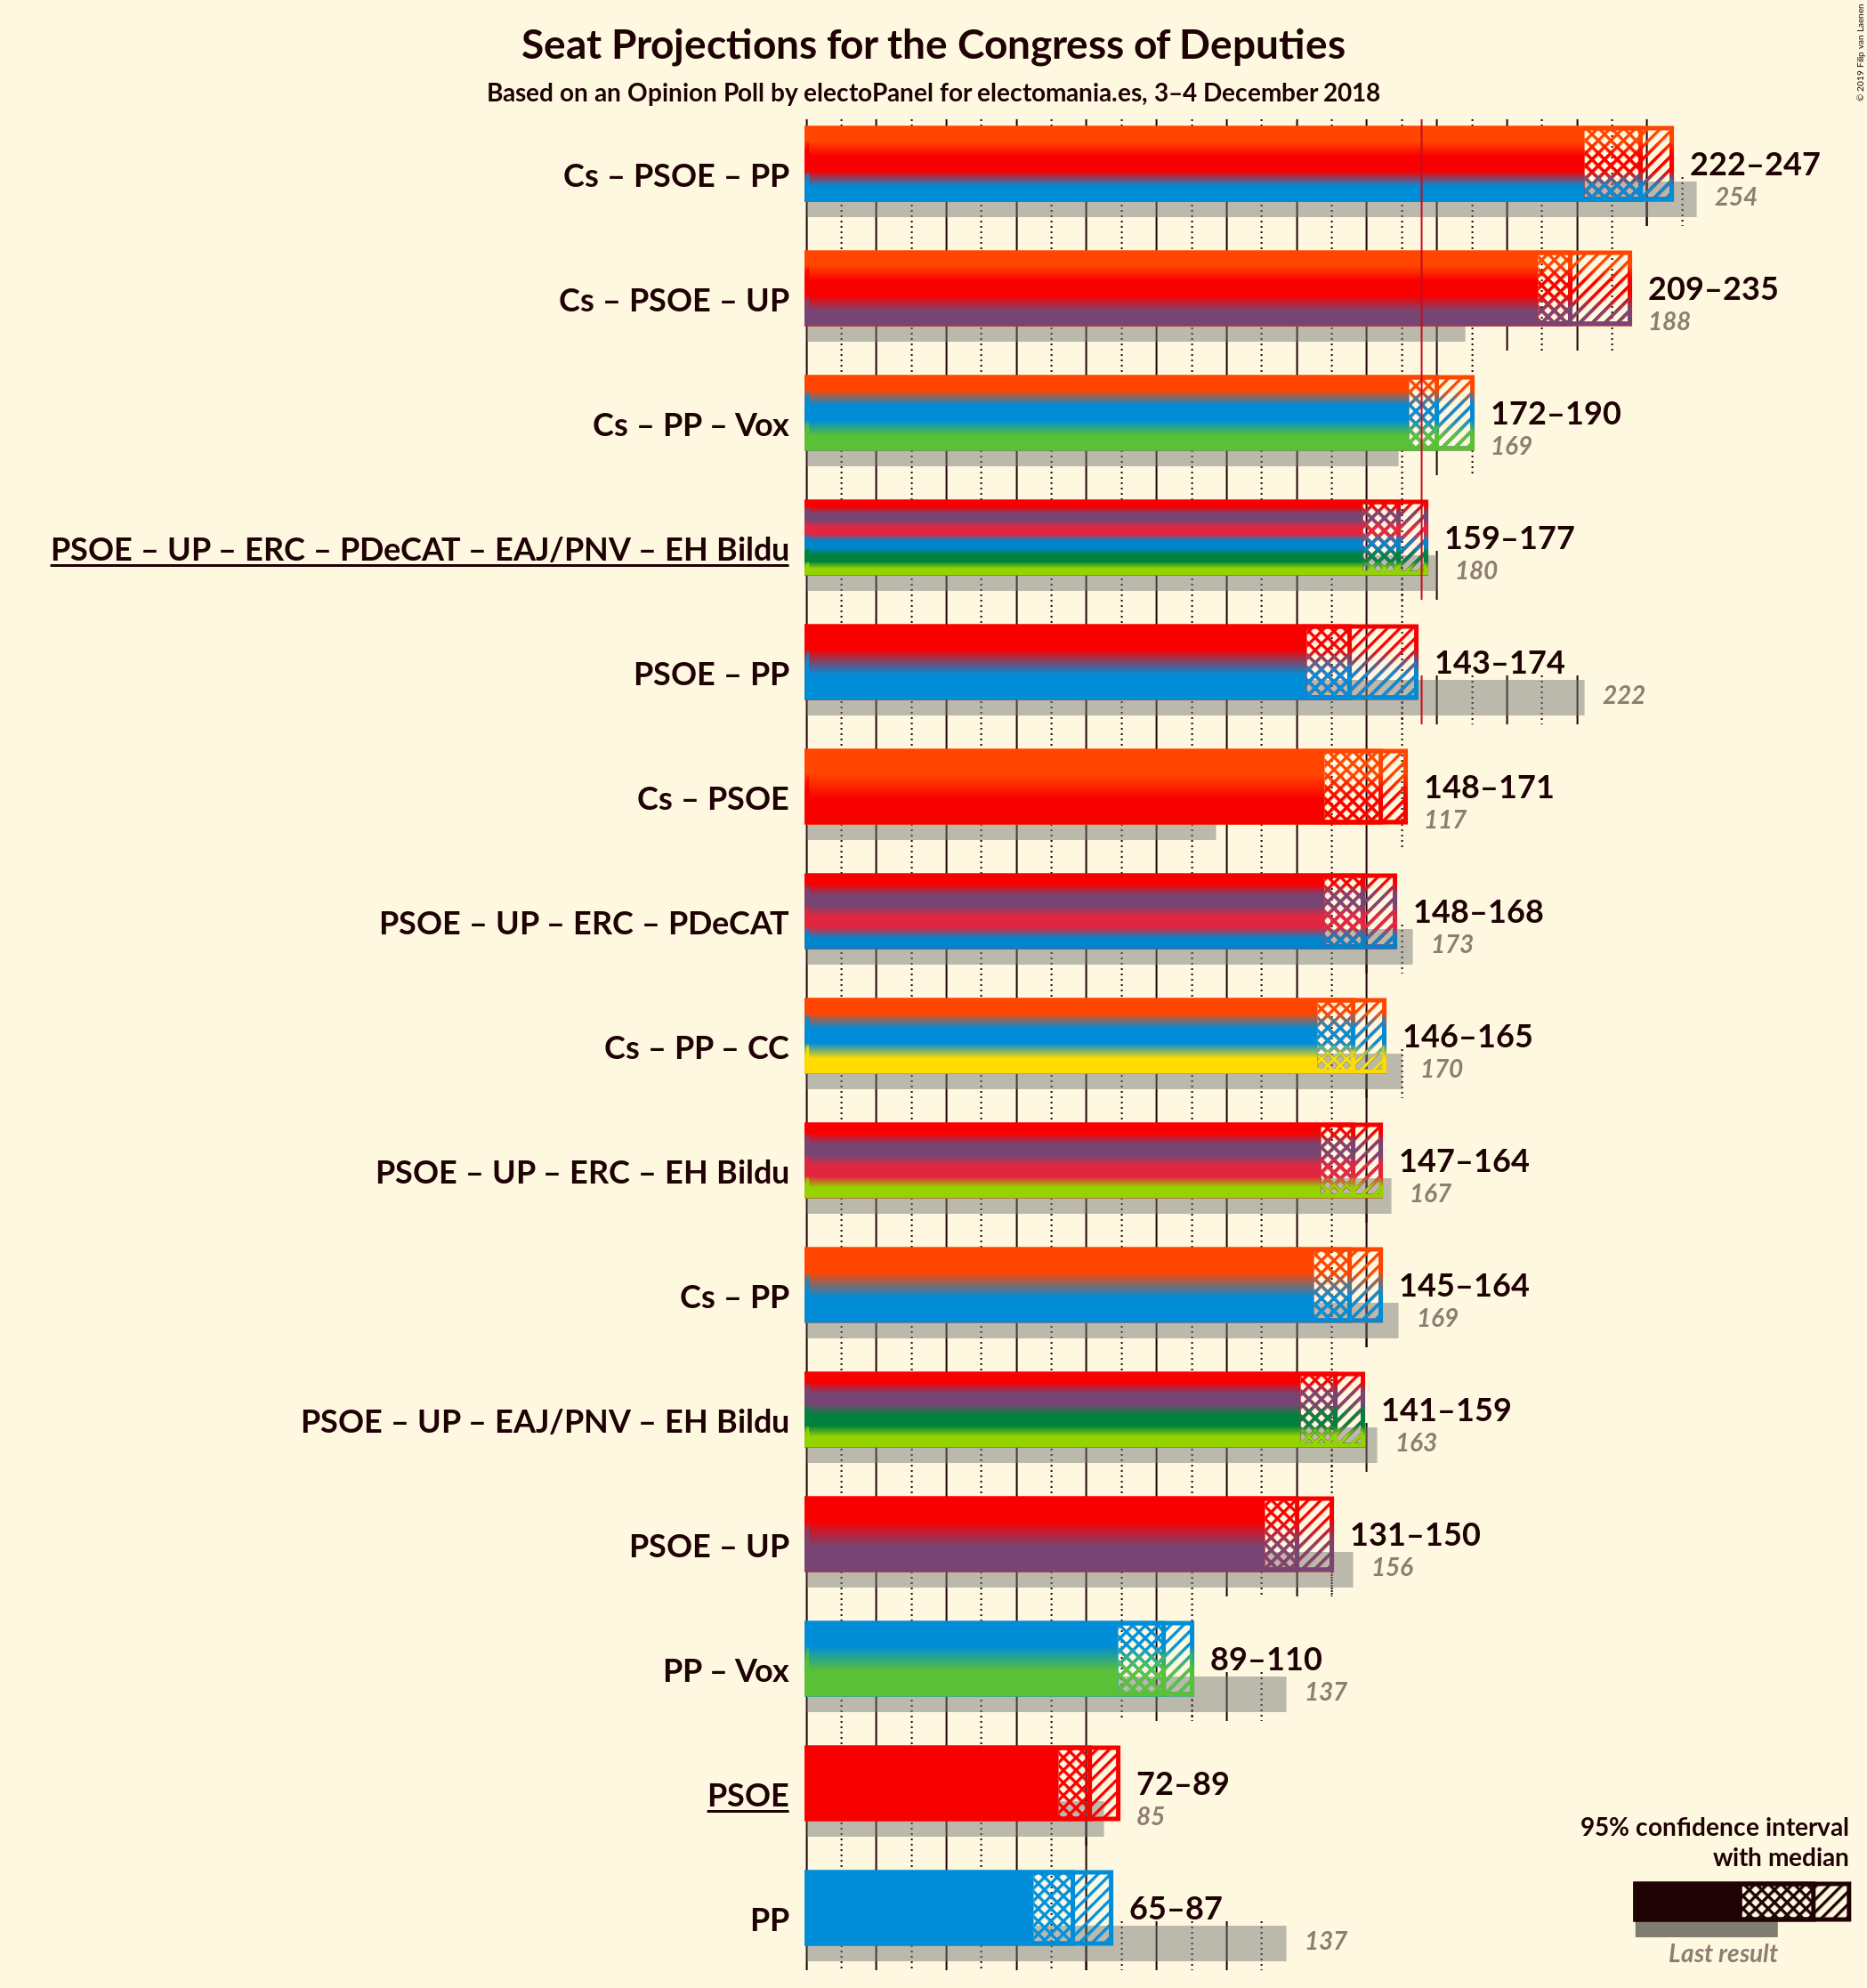 Seat Projections for the Congress of Deputies
Based on an Opinion Poll by electoPanel for electomania.es, 3–4 December 2018
© 2019 Filip van Laenen
Cs – PSOE – PP
222–247
254
Cs – PSOE – UP
209–235
188
Cs – PP – Vox
172–190
169
PSOE – UP – ERC – PDeCAT – EAJ/PNV – EH Bildu
159–177
180
PSOE – PP
143–174
222
Cs – PSOE
148–171
117
PSOE – UP – ERC – PDeCAT
148–168
173
Cs – PP – CC
146–165
170
PSOE – UP – ERC – EH Bildu
147–164
167
Cs – PP
145–164
169
PSOE – UP – EAJ/PNV – EH Bildu
141–159
163
PSOE – UP
131–150
156
PP – Vox
89–110
137
PSOE
72–89
85
PP
65–87
137
95% confidence interval
with median
Last result